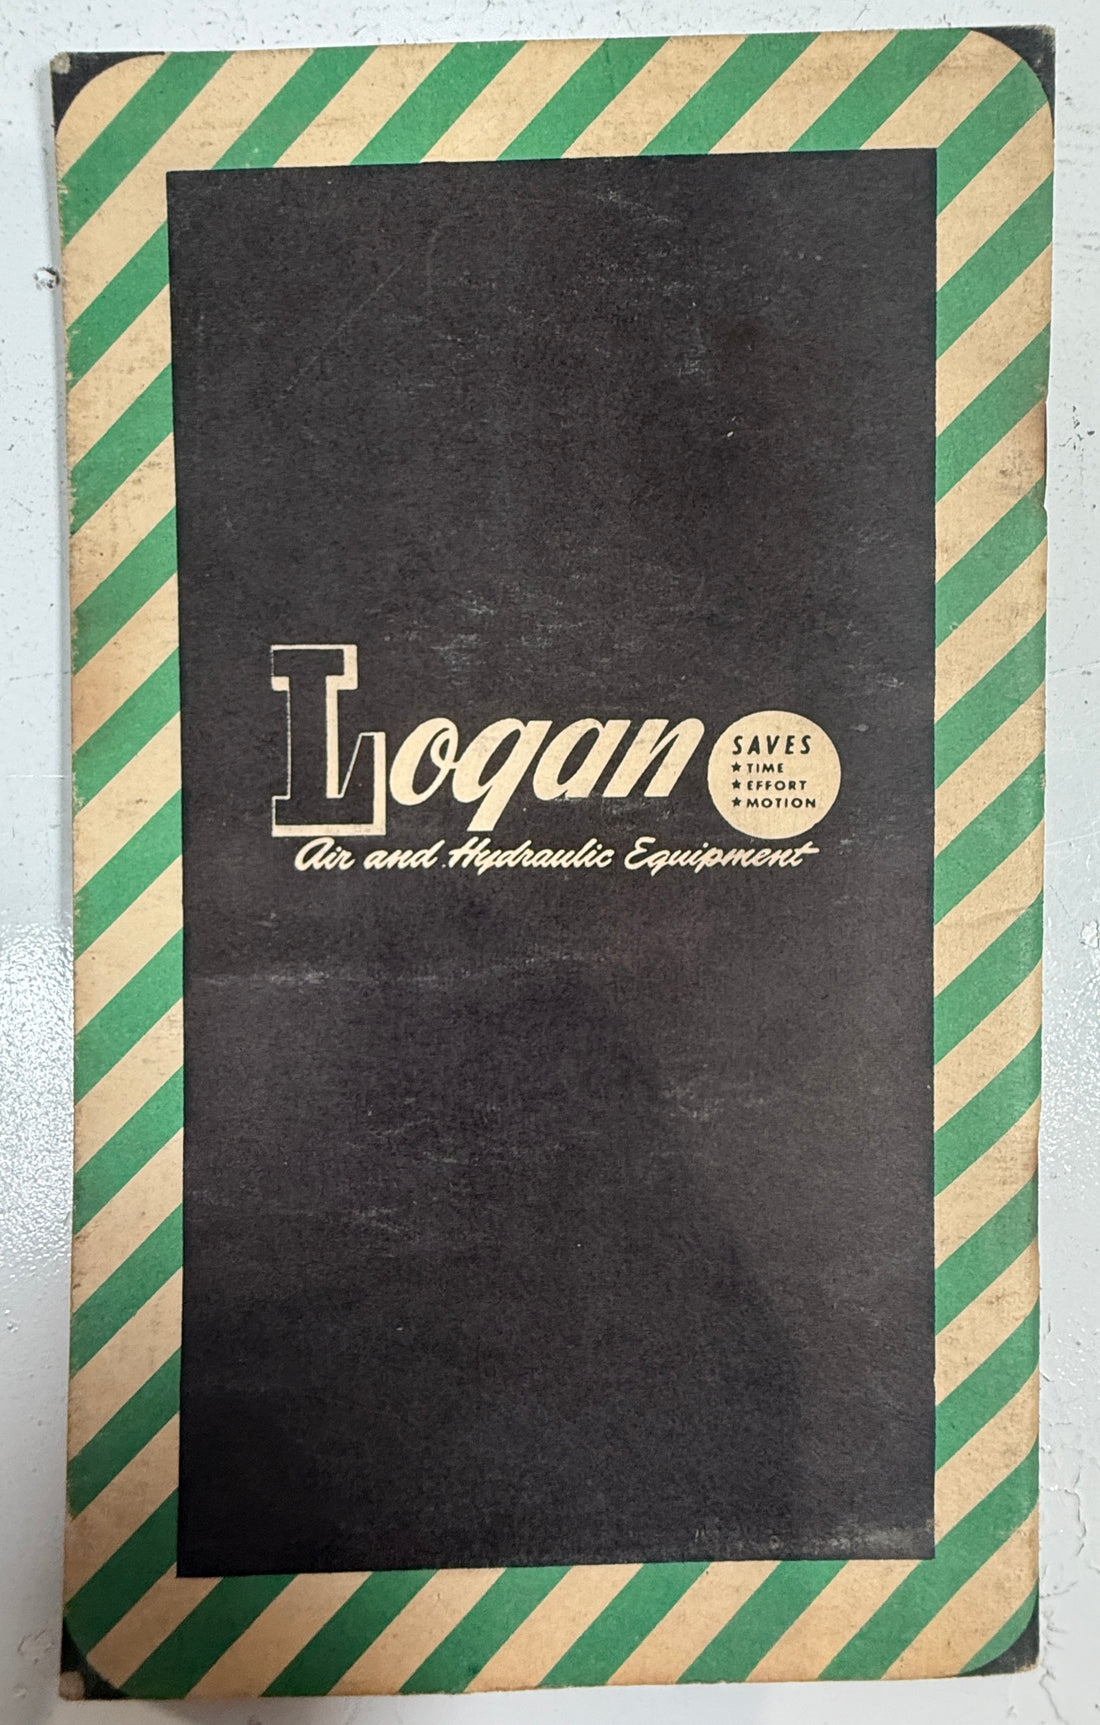 Logan
SAVES
★ TIME
★ EFFORT
★ MOTION
Air and Hydraulic Equipment